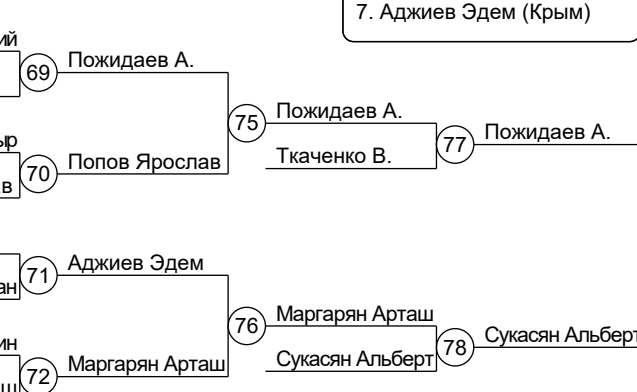 7. Аджиев Эдем (Крым)
69
Пожидаев А.
75
Пожидаев А.
77
Пожидаев А.
70
Попов Ярослав
Ткаченко В.
71
Аджиев Эдем
76
Маргарян Арташ
78
Сукасян Альберт
72
Маргарян Арташ
Сукасян Альберт